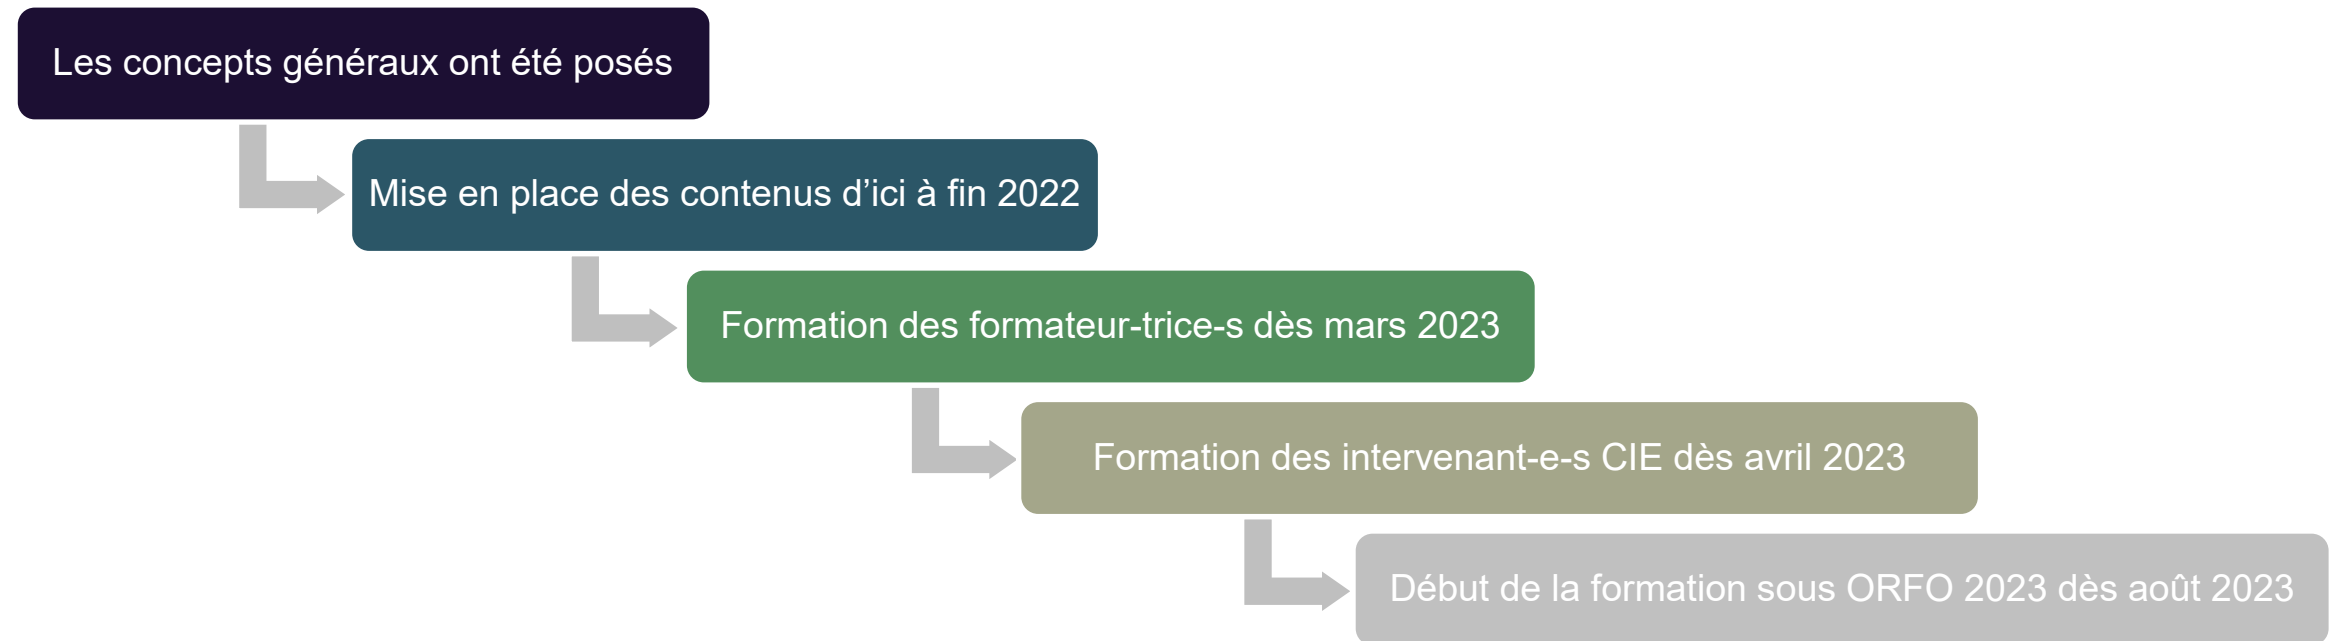 Les concepts généraux ont été posés
Mise en place des contenus d’ici à fin 2022
Formation des formateur-trice-s dès mars 2023
Formation des intervenant-e-s CIE dès avril 2023
Début de la formation sous ORFO 2023 dès août 2023